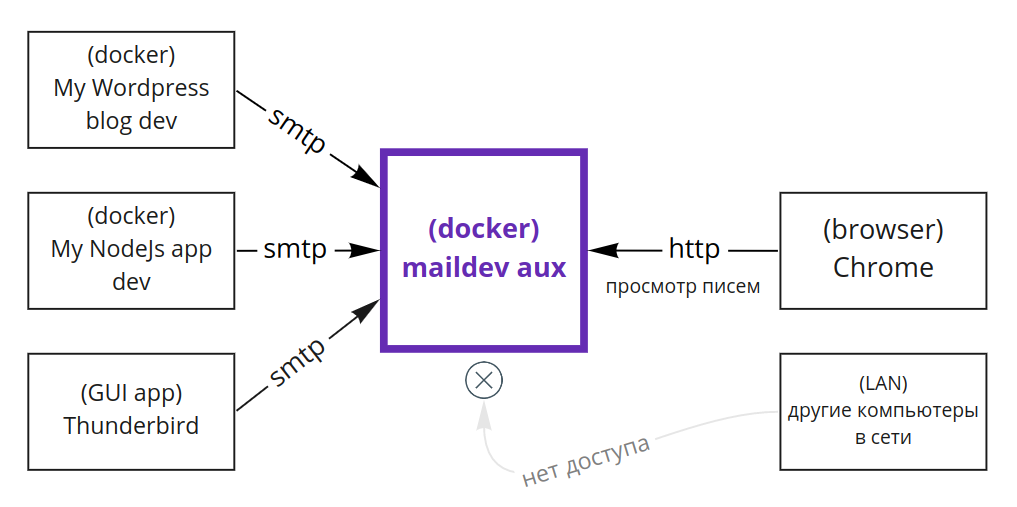 (docker)
My Wordpress
blog dev
smtp
(docker)
My NodeJs app
dev
smtp
(GUI app)
Thunderbird
smtp
(docker)
maildev aux
http
просмотр писем
(browser)
Chrome
(LAN)
другие компьютеры
в сети
нет доступа